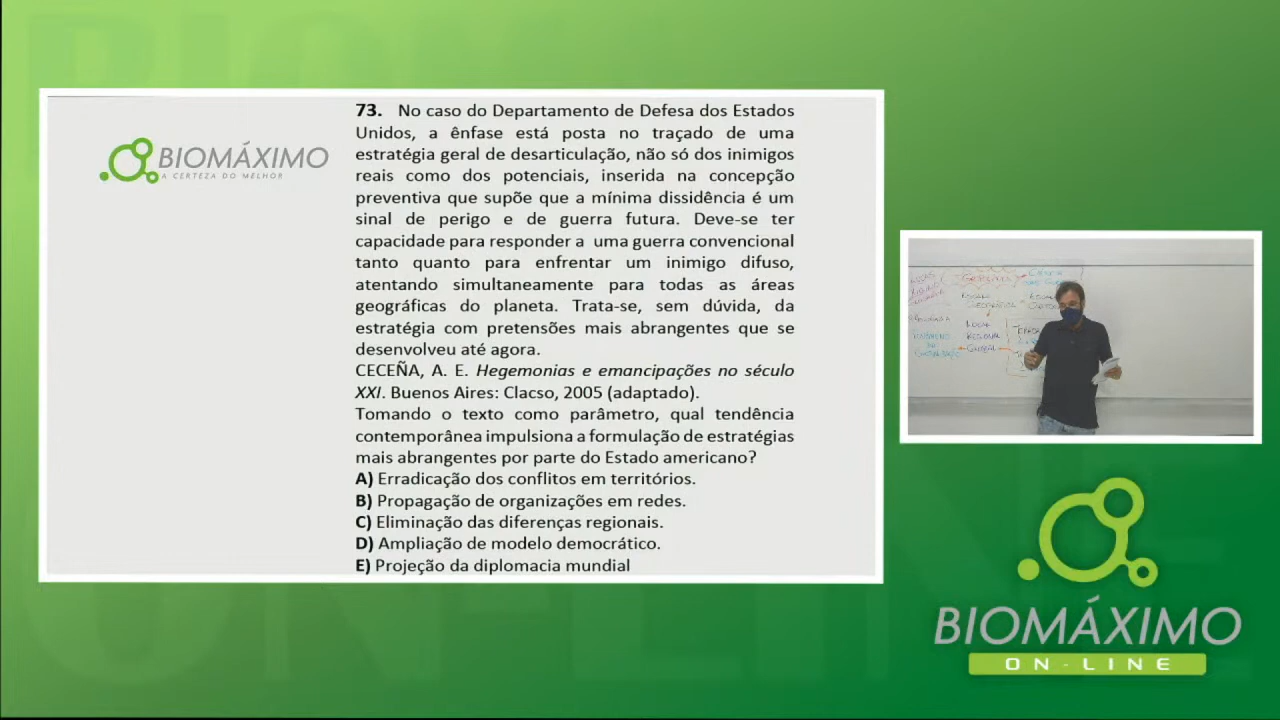 BIOMÁXIMO
A CERTEZA DO MELHOR
73. No caso do Departamento de Defesa dos Estados
Unidos, a ênfase está posta no traçado de uma
estratégia geral de desarticulação, não só dos inimigos
reais como dos potenciais, inserida na concepção
preventiva que supõe que a mínima dissidência é um
sinal de perigo e de guerra futura. Deve-se ter
capacidade para responder a uma guerra convencional
tanto quanto para enfrentar um inimigo difuso,
atentando simultaneamente para todas as áreas
geográficas do planeta. Trata-se, sem dúvida, da
estratégia com pretensões mais abrangentes que se
desenvolveu até agora.
CECEÑA, A. E. Hegemonias e emancipações no século
XXI. Buenos Aires: Clacso, 2005 (adaptado).
Tomando o texto como parâmetro, qual tendência
contemporânea impulsiona a formulação de estratégias
mais abrangentes por parte do Estado americano?
A) Erradicação dos conflitos em territórios.
B) Propagação de organizações em redes.
C) Eliminação das diferenças regionais.
D) Ampliação de modelo democrático.
E) Projeção da diplomacia mundial
LOCAL
REGIONAL
GLOBAL
BIOMÁXIMO
ON-LINE